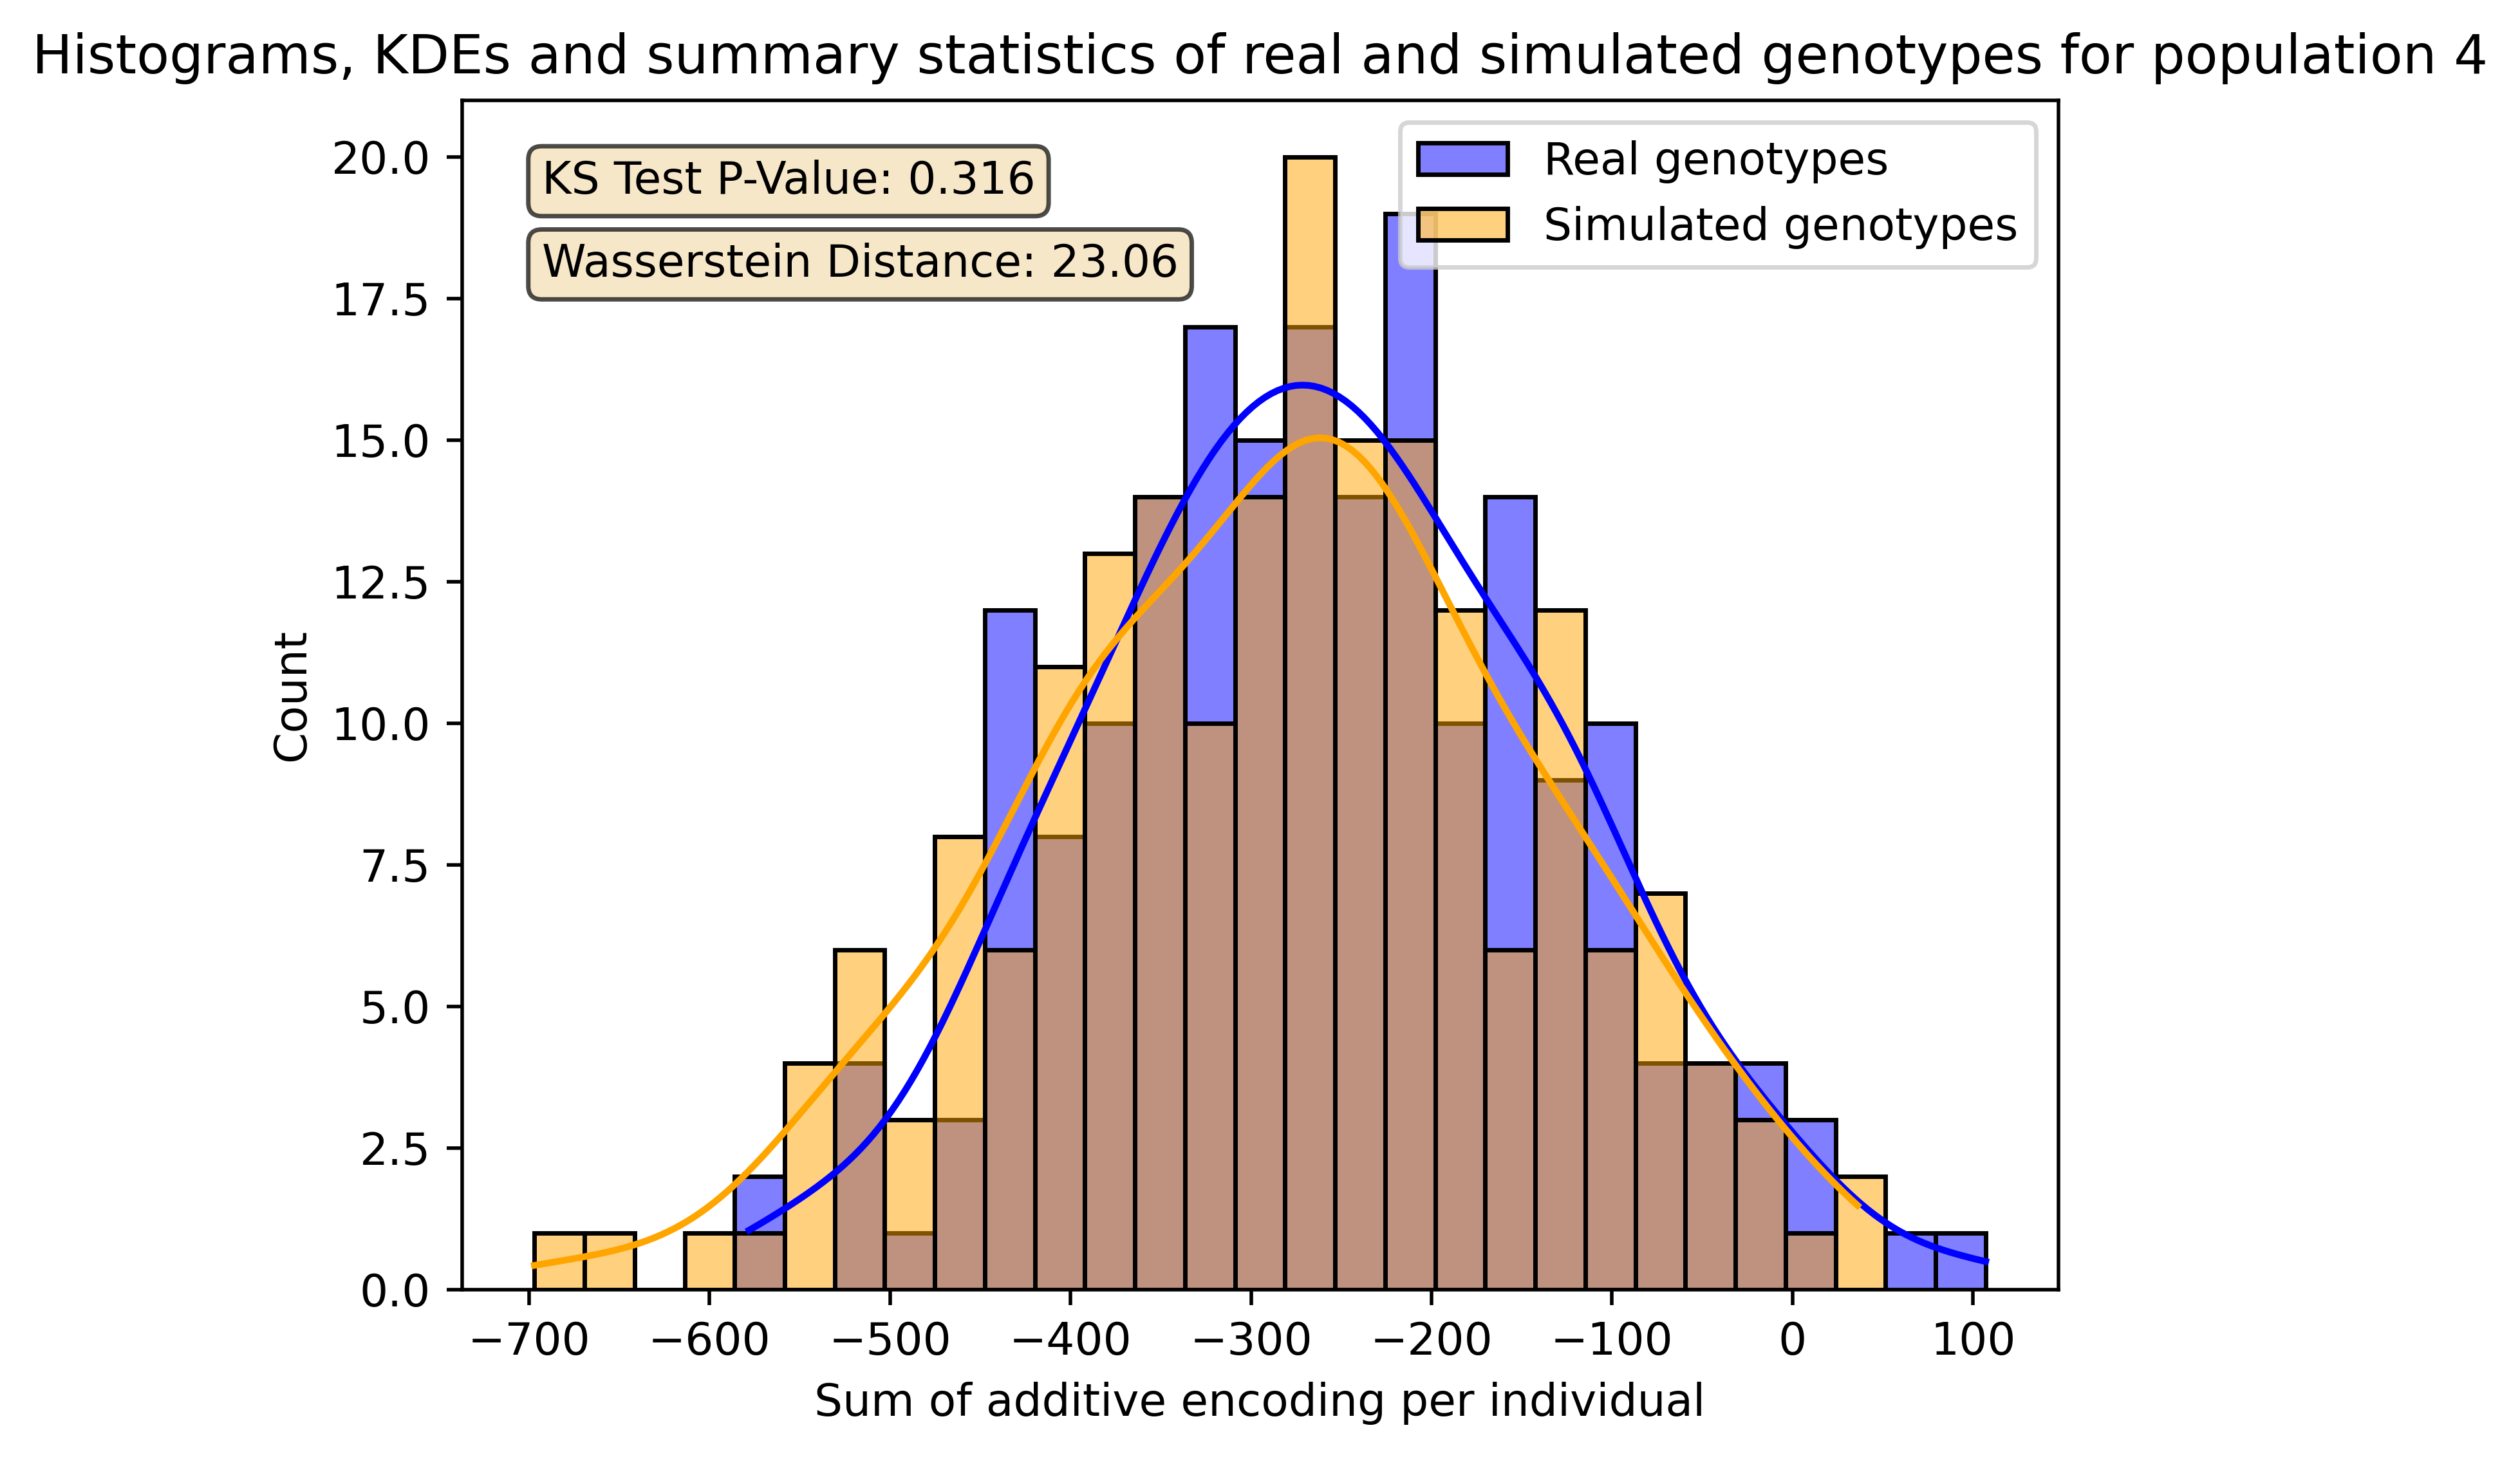 Histograms, KDEs and summary statistics of real and simulated genotypes for population 4
KS Test P-Value: 0.316
Wasserstein Distance: 23.06
Real genotypes
Simulated genotypes
Count
20.0
17.5
15.0
12.5
10.0
7.5
5.0
2.5
0.0
−700 −600 −500 −400 −300 −200 −100 0 100
Sum of additive encoding per individual